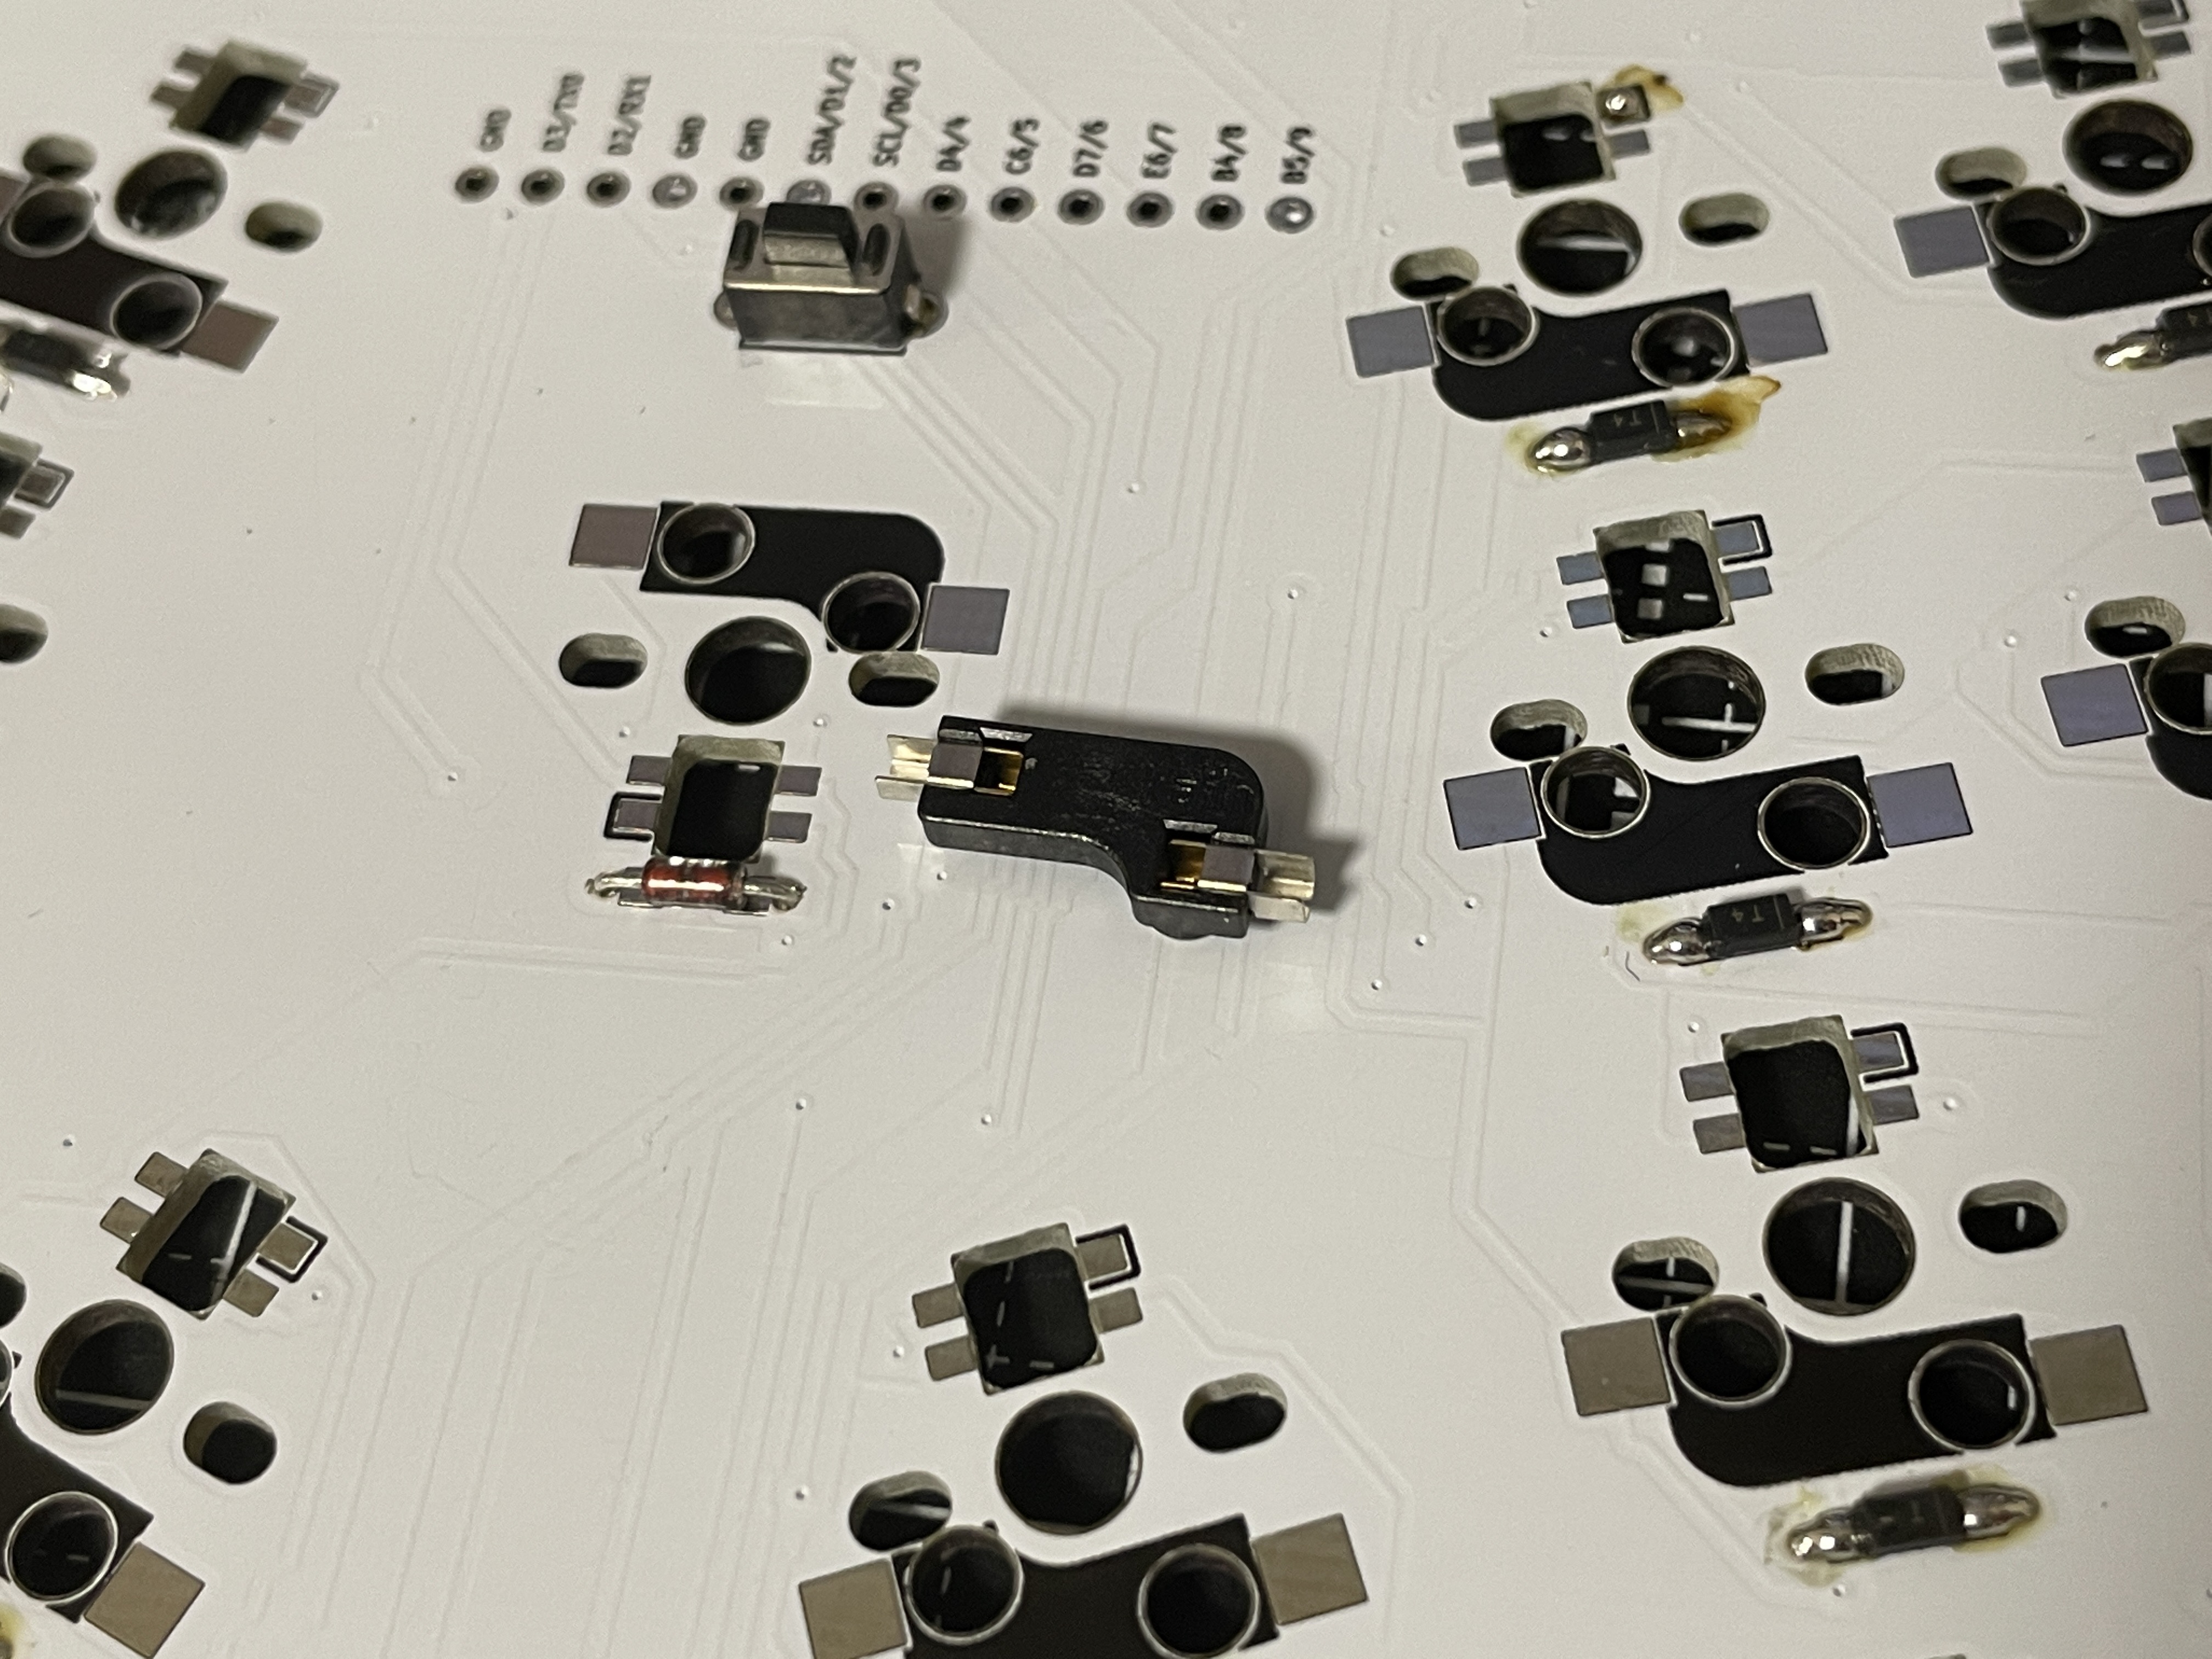 GND
D3/TX0
D2/RX1
GND
GND
SDA/D1/2
SCL/D0/3
D4/4
C6/5
D7/6
E6/7
B4/8
B5/9
T4
T4